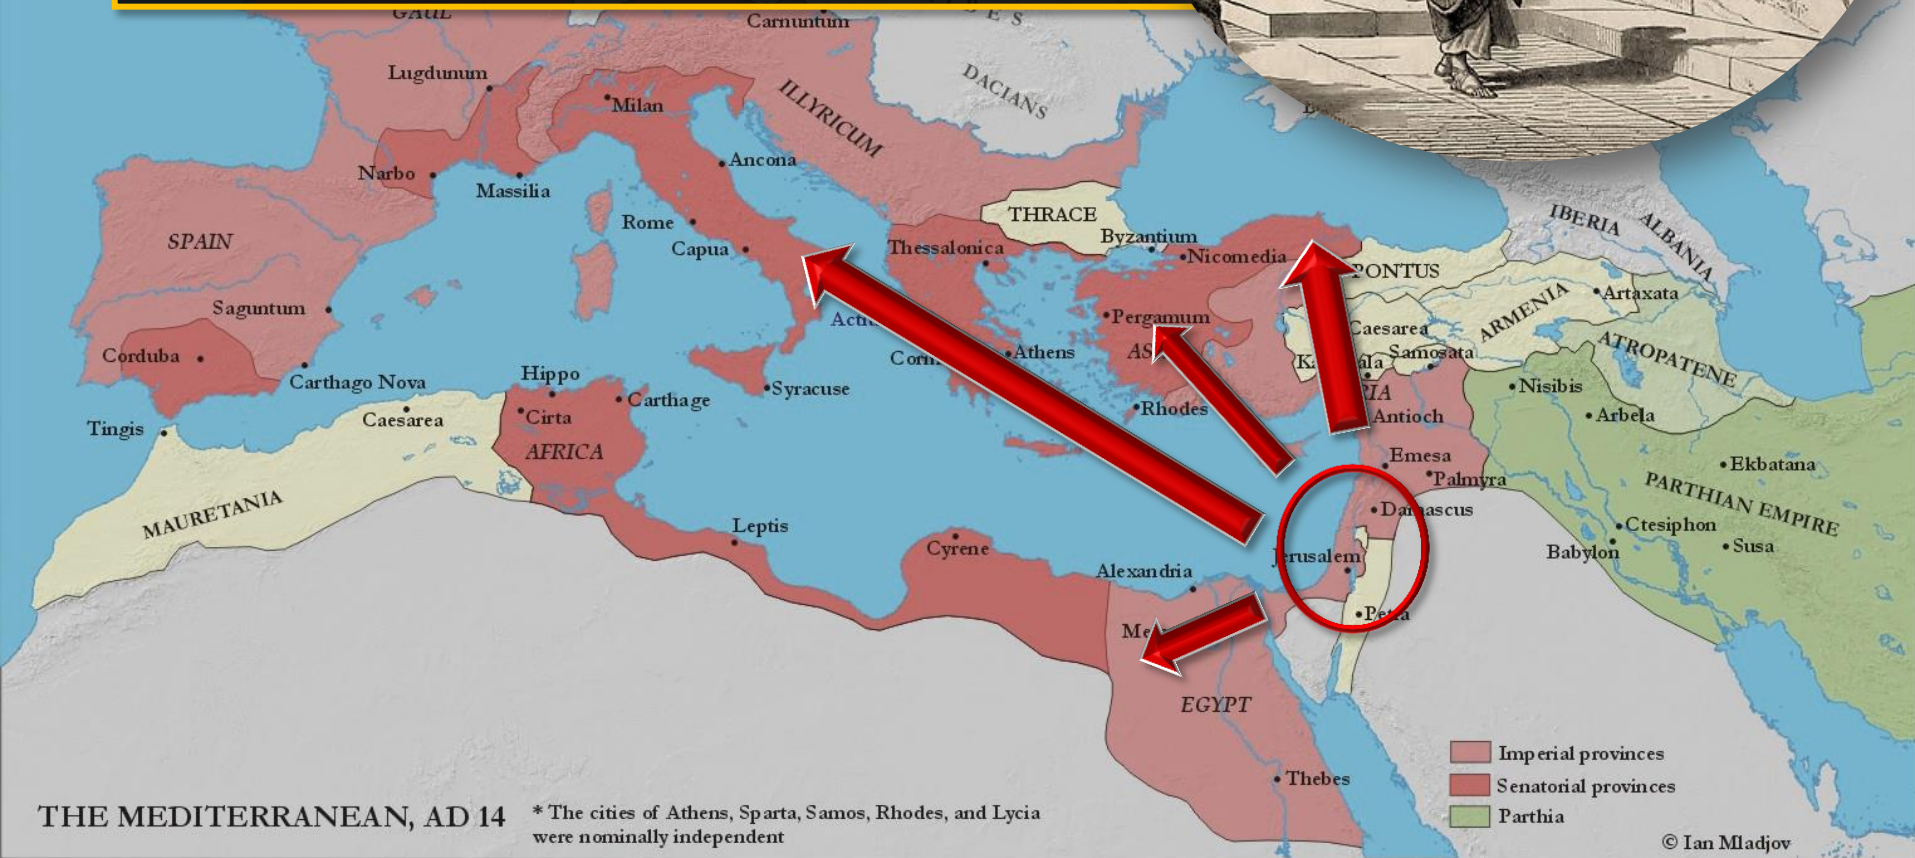 GAUL
Carnuntum
DES
Lugdunum
DACIANS
Milan
ILLYRICUM
Ancona
Narbo
Massilia
THRACE
IBERIA
ALBANIA
Rome
SPAIN
Capua
Thessalonica
Byzantium
Nicomedia
PONTUS
Artaxata
ARMENIA
Saguntum
Pergamum
Caesarea
ATROPATENE
Corduba
Athens
Samosata
Carthago Nova
Hippo
Syracuse
Nisibis
Carthage
Rhodes
Tingis
Caesarea
Cirta
Antioch
Arbela
AFRICA
Emesa
Ekbatana
Palmyra
PARTHIAN EMPIRE
MAURETANIA
Damascus
Leptis
Ctesiphon
Cyrene
Jerusalem
Babylon
Susa
Alexandria
Petra
EGYPT
Thebes
Imperial provinces
Senatorial provinces
Parthia
THE MEDITERRANEAN, AD 14
* The cities of Athens, Sparta, Samos, Rhodes, and Lycia
were nominally independent
© Ian Mladjov